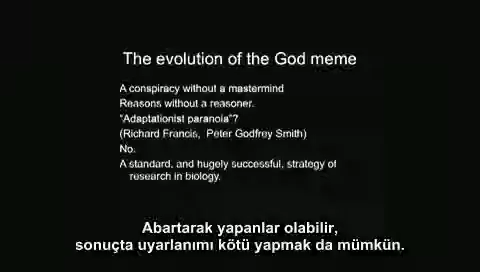 The evolution of the God meme
A conspiracy without a mastermind
Reasons without a reasoner.
"Adaptationist paranoia"?
(Richard Francis, Peter Godfrey Smith)
No.
A standard, and hugely successful, strategy of
research in biology.
Abartarak yapanlar olabilir,
sonuçta uyarlanımı kötü yapmak da mümkün.